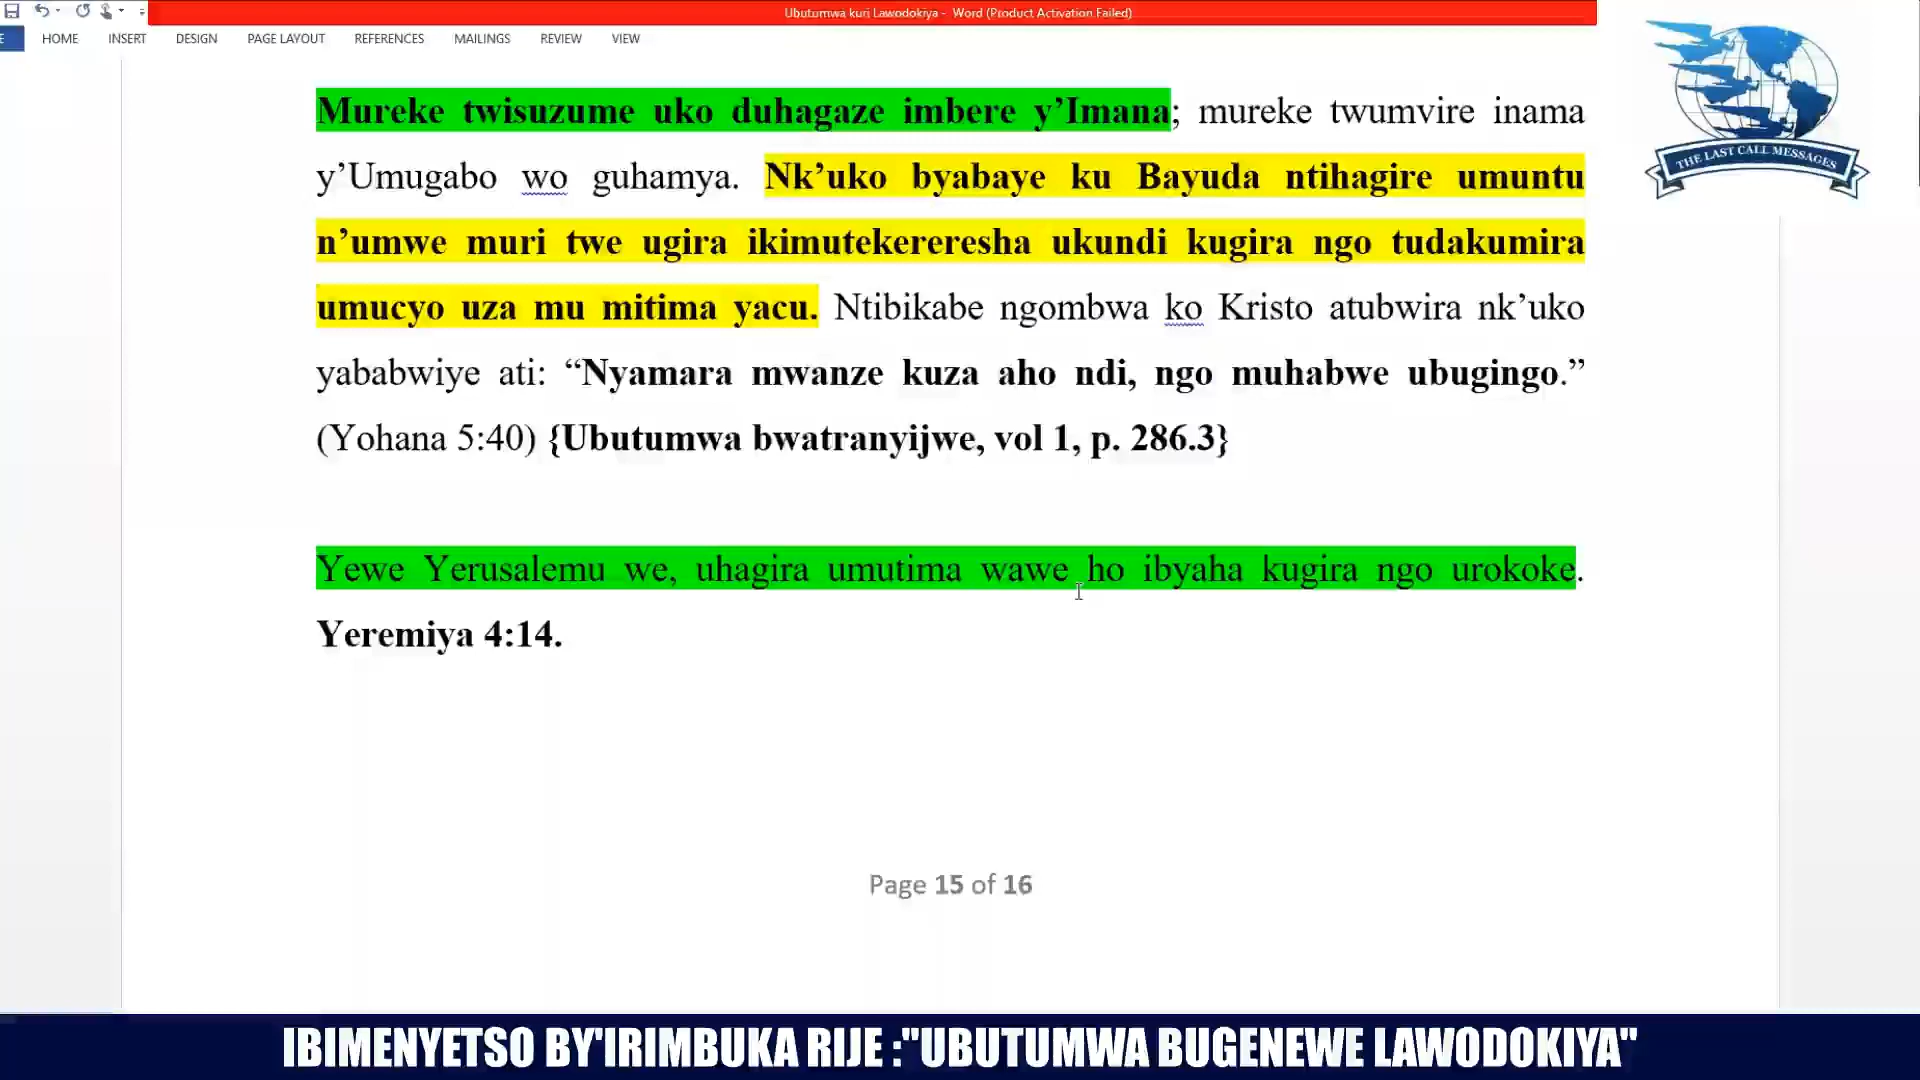 Ubutumwa kuri Lawodokiya - Word (Product Activation Failed)
HOME INSERT DESIGN PAGE LAYOUT REFERENCES MAILINGS REVIEW VIEW
THE LAST CALL MESSAGES
Mureke twisuzume uko duhagaze imbere y’Imana; mureke twumvire inama
y’Umugabo wo guhamya. Nk’uko byabaye ku Bayuda ntihagire umuntu
n’umwe muri twe ugira ikimutekereresha ukundi kugira ngo tudakumira
umucyo uza mu mitima yacu. Ntibikabe ngombwa ko Kristo atubwira nk’uko
yababwiye ati: “Nyamara mwanze kuza aho ndi, ngo muhabwe ubugingo.”
(Yohana 5:40) {Ubutumwa bwatranyijwe, vol 1, p. 286.3}
Yewe Yerusalemu we, uhagira umutima wawe ho ibyaha kugira ngo urokoke.
Yeremiya 4:14.
Page 15 of 16
IBIMENYETSO BY'IRIMBUKA RIJE :"UBUTUMWA BUGENEWE LAWODOKIYA"